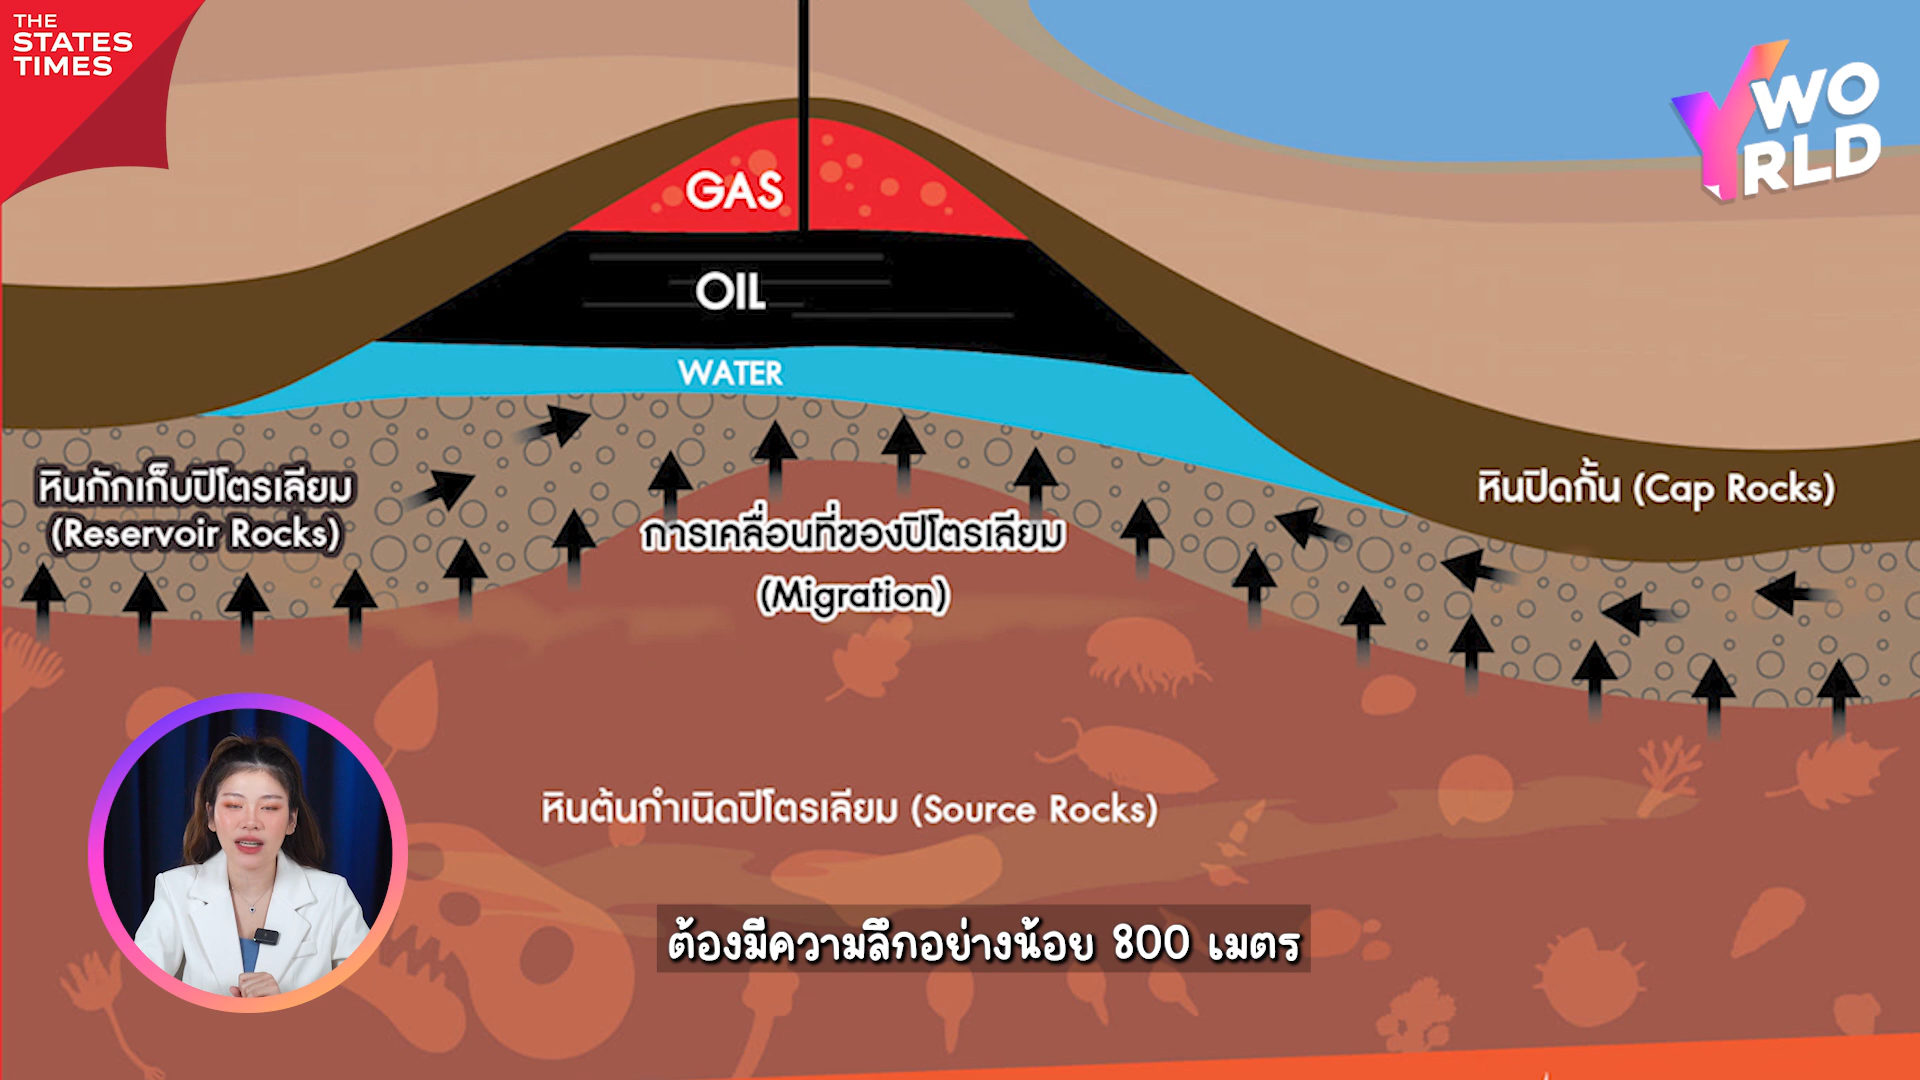 THE
STATES
TIMES
YWO
RLD
GAS
OIL
WATER
หินกักเก็บปิโตรเลียม
(Reservoir Rocks)
การเคลื่อนที่ของปิโตรเลียม
(Migration)
หินปิดกั้น (Cap Rocks)
หินต้นกำเนิดปิโตรเลียม (Source Rocks)
ต้องมีความลึกอย่างน้อย 800 เมตร